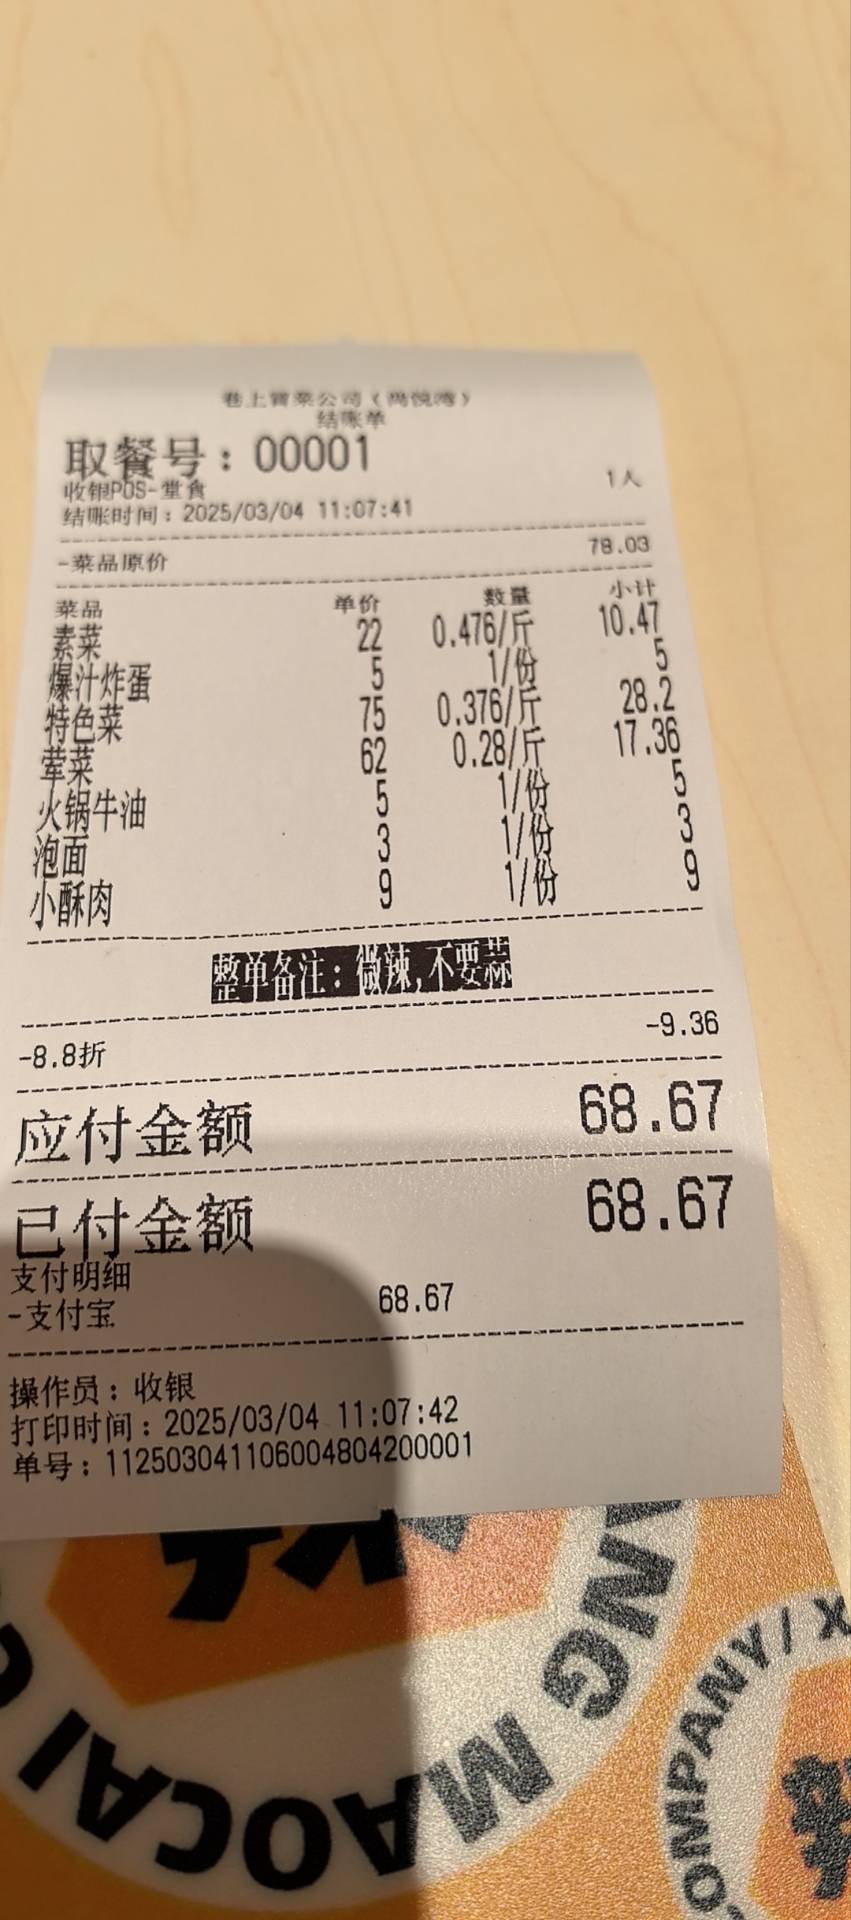 巷上冒菜公司（尚悦湾）
结账单
取餐号：00001
收银POS-堂食 1人
结账时间：2025/03/04 11:07:41
-菜品原价 78.03
菜品 单价 数量 小计
素菜 22 0.476/斤 10.47
爆汁炸蛋 5 1/份 5
特色菜 75 0.376/斤 28.2
荤菜 62 0.28/斤 17.36
火锅牛油 5 1/份 5
泡面 3 1/份 3
小酥肉 9 1/份 9
整单备注：微辣,不要蒜
-8.8折 -9.36
应付金额 68.67
已付金额 68.67
支付明细
-支付宝 68.67
操作员：收银
打印时间：2025/03/04 11:07:42
单号：112503041106004804200001
ANG MAOCAI C
COMPANY/ X